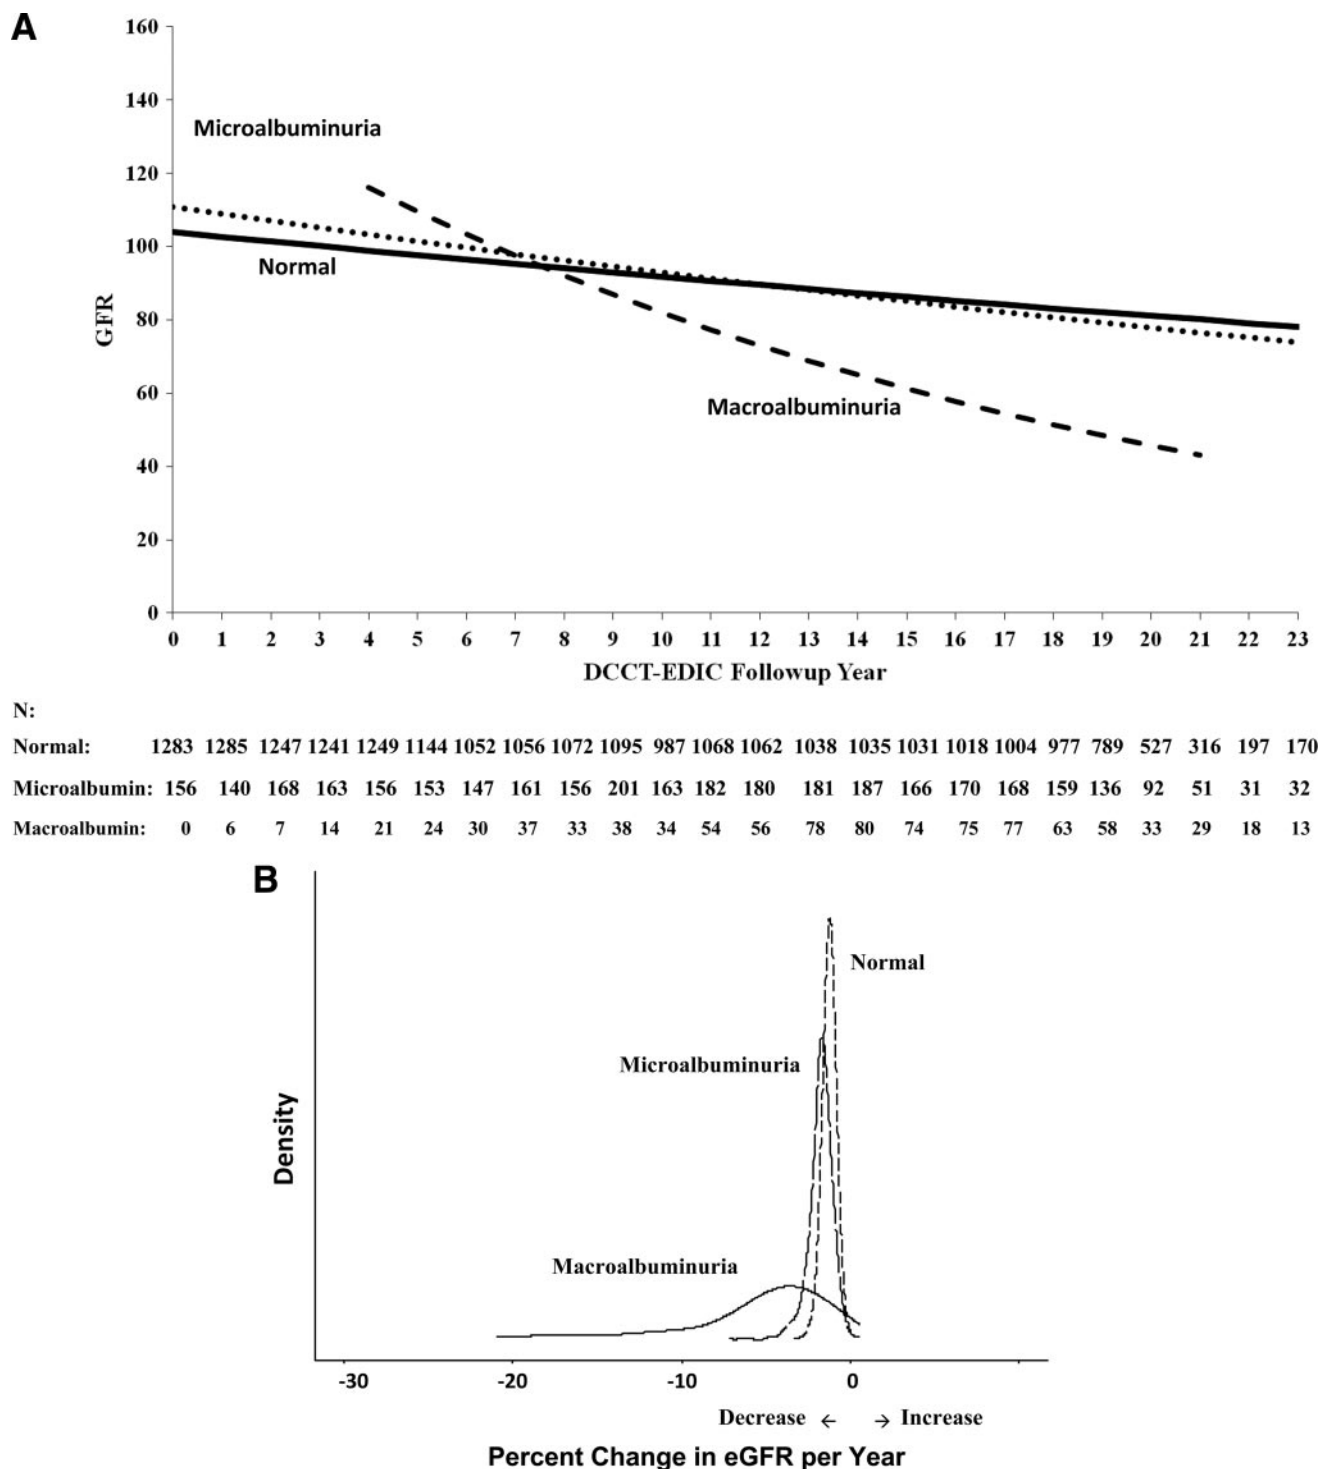 A
160
140
120
100
80
60
40
20
0
GFR
Microalbuminuria
Normal
Macroalbuminuria
0 1 2 3 4 5 6 7 8 9 10 11 12 13 14 15 16 17 18 19 20 21 22 23
DCCT-EDIC Followup Year
N:
Normal: 1283 1285 1247 1241 1249 1144 1052 1056 1072 1095 987 1068 1062 1038 1035 1031 1018 1004 977 789 527 316 197 170
Microalbumin: 156 140 168 163 156 153 147 161 156 201 163 182 180 181 187 166 170 168 159 136 92 51 31 32
Macroalbumin: 0 6 7 14 21 24 30 37 33 38 34 54 56 78 80 74 75 77 63 58 33 29 18 13
B
Normal
Microalbuminuria
Macroalbuminuria
Density
-30 -20 -10 0
Decrease ← → Increase
Percent Change in eGFR per Year